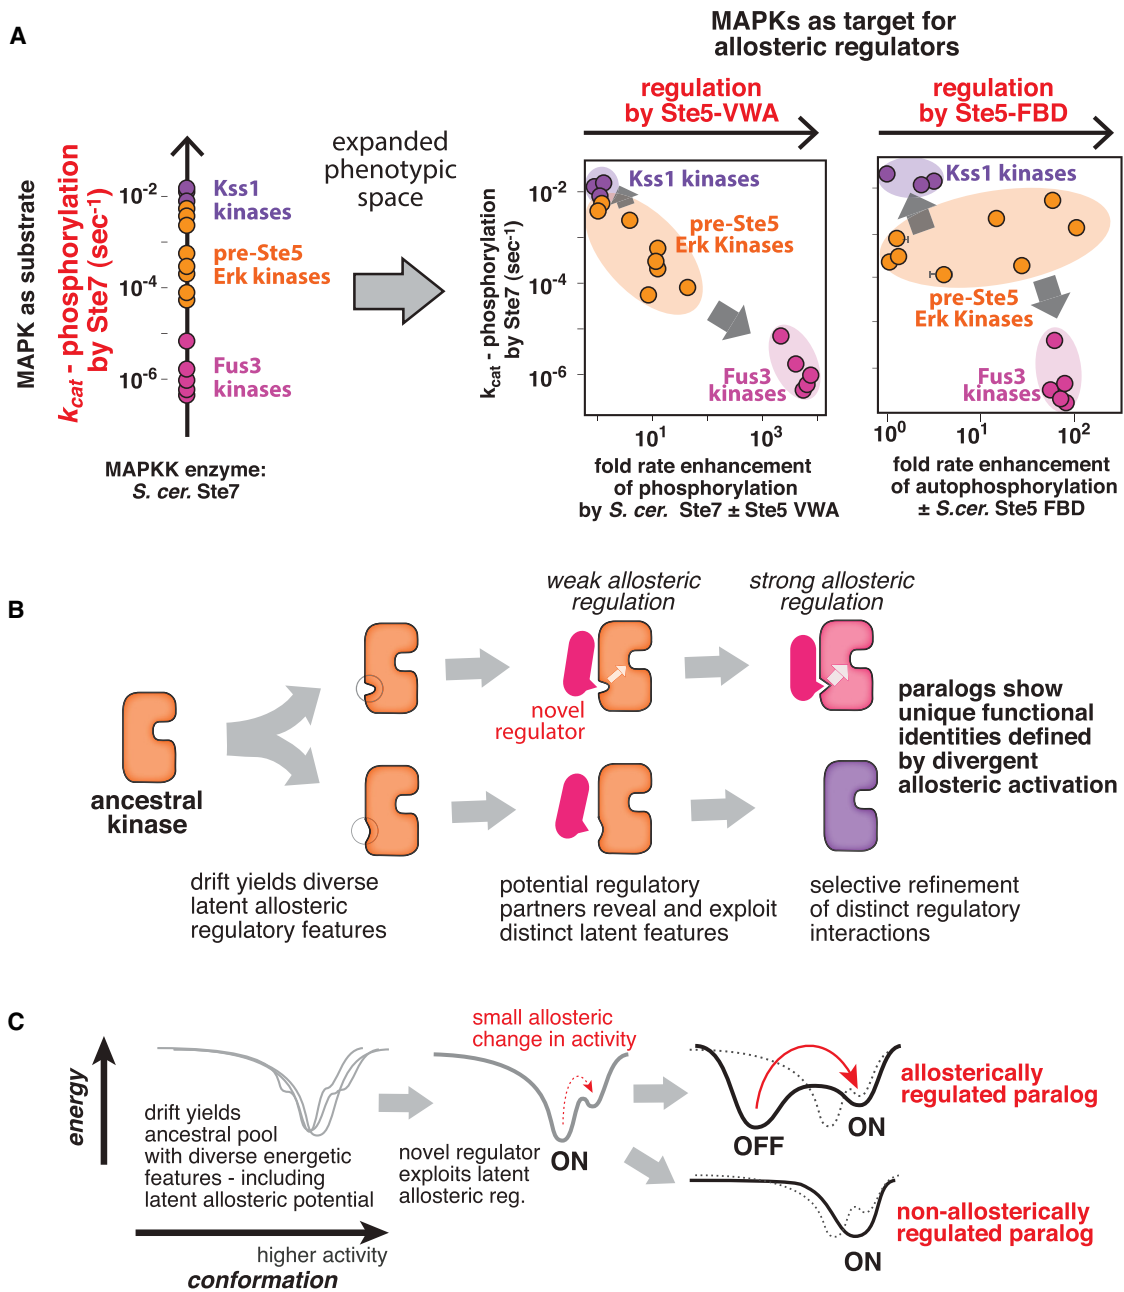 A
MAPKs as target for
allosteric regulators
regulation
by Ste5-VWA
regulation
by Ste5-FBD
MAPK as substrate
kcat - phosphorylation
by Ste7 (sec-1)
10-2
10-4
10-6
Kss1
kinases
pre-Ste5
Erk kinases
Fus3
kinases
MAPKK enzyme:
S. cer. Ste7
expanded
phenotypic
space
kcat - phosphorylation
by Ste7 (sec-1)
10-2
10-4
10-6
Kss1 kinases
pre-Ste5
Erk Kinases
Fus3
kinases
101
103
fold rate enhancement
of phosphorylation
by S. cer. Ste7 ± Ste5 VWA
Kss1 kinases
pre-Ste5
Erk Kinases
Fus3
kinases
100
101
102
fold rate enhancement
of autophosphorylation
± S.cer. Ste5 FBD
B
weak allosteric
regulation
strong allosteric
regulation
ancestral
kinase
novel
regulator
paralogs show
unique functional
identities defined
by divergent
allosteric activation
drift yields diverse
latent allosteric
regulatory features
potential regulatory
partners reveal and exploit
distinct latent features
selective refinement
of distinct regulatory
interactions
C
energy
drift yields
ancestral pool
with diverse energetic
features - including
latent allosteric potential
higher activity
conformation
small allosteric
change in activity
novel regulator
exploits latent
allosteric reg.
ON
OFF
ON
allosterically
regulated paralog
ON
non-allosterically
regulated paralog